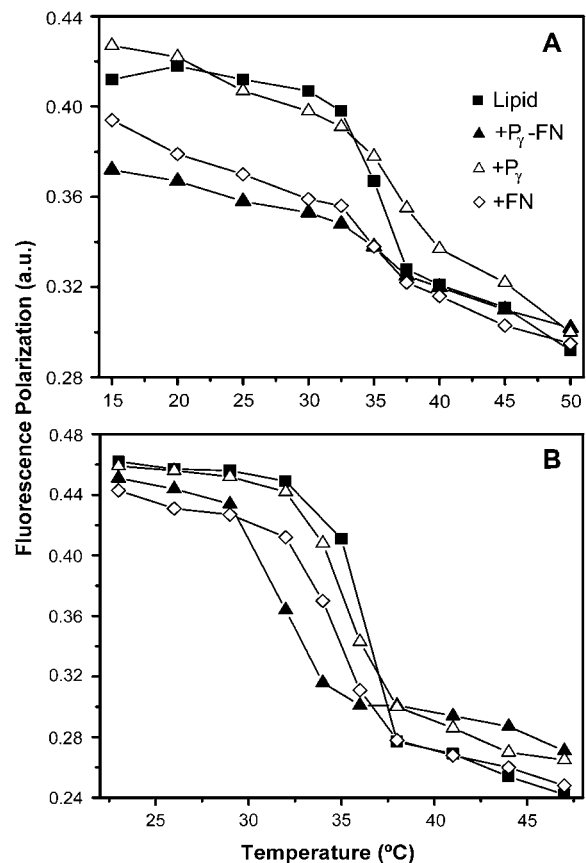 A
0.44
0.40
0.36
0.32
0.28
Lipid
+Pγ-FN
+Pγ
+FN
15 20 25 30 35 40 45 50
Fluorescence Polarization (a.u.)
B
0.48
0.44
0.40
0.36
0.32
0.28
0.24
25 30 35 40 45
Temperature (ºC)